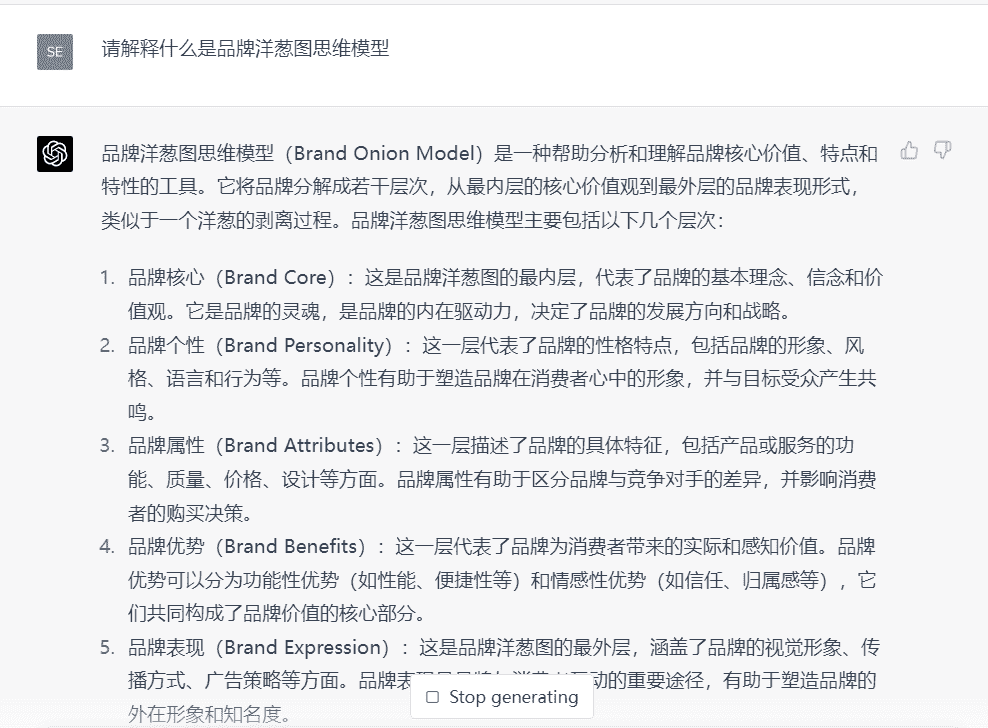 SE
请解释什么是品牌洋葱图思维模型
品牌洋葱图思维模型（Brand Onion Model）是一种帮助分析和理解品牌核心价值、特点和
特性的工具。它将品牌分解成若干层次，从最内层的核心价值观到最外层的品牌表现形式，
类似于一个洋葱的剥离过程。品牌洋葱图思维模型主要包括以下几个层次：
1. 品牌核心（Brand Core）：这是品牌洋葱图的最内层，代表了品牌的基本理念、信念和价
值观。它是品牌的灵魂，是品牌的内在驱动力，决定了品牌的发展方向和战略。
2. 品牌个性（Brand Personality）：这一层代表了品牌的性格特点，包括品牌的形象、风
格、语言和行为等。品牌个性有助于塑造品牌在消费者心中的形象，并与目标受众产生共
鸣。
3. 品牌属性（Brand Attributes）：这一层描述了品牌的具体特征，包括产品或服务的功
能、质量、价格、设计等方面。品牌属性有助于区分品牌与竞争对手的差异，并影响消费
者的购买决策。
4. 品牌优势（Brand Benefits）：这一层代表了品牌为消费者带来的实际和感知价值。品牌
优势可以分为功能性优势（如性能、便捷性等）和情感性优势（如信任、归属感等），它
们共同构成了品牌价值的核心部分。
5. 品牌表现（Brand Expression）：这是品牌洋葱图的最外层，涵盖了品牌的视觉形象、传
播方式、广告策略等方面。品牌表 动的重要途径，有助于塑造品牌的
Stop generating
外在形象和知名度。